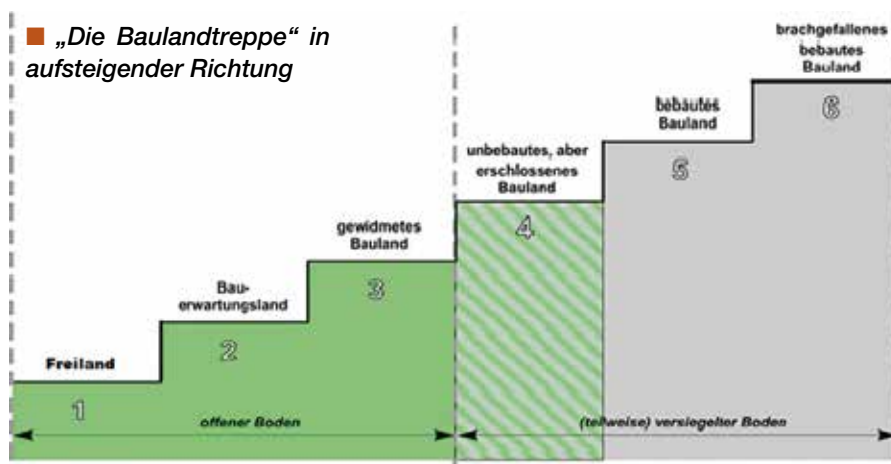 ■ „Die Baulandtreppe“ in
aufsteigender Richtung
Freiland
1
Bau-
erwartungsland
2
gewidmetes
Bauland
3
unbebautes, aber
erschlossenes
Bauland
4
bebautes
Bauland
5
brachgefallenes
bebautes
Bauland
6
offener Boden
(teilweise) versiegelter Boden